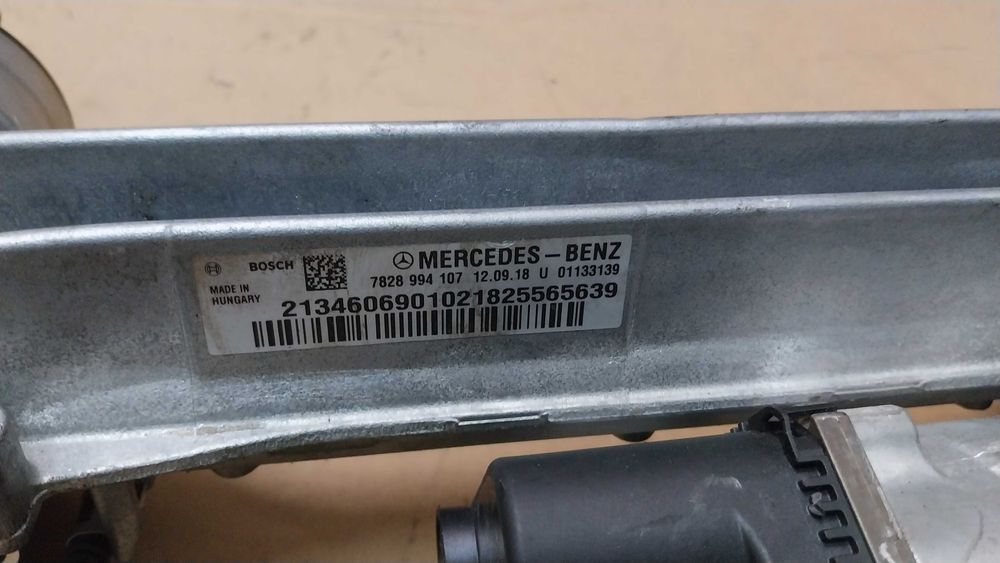 BOSCH MERCEDES-BENZ
7828 994 107 12.09.18 U 01133139
MADE IN
HUNGARY
2134606901021825565639